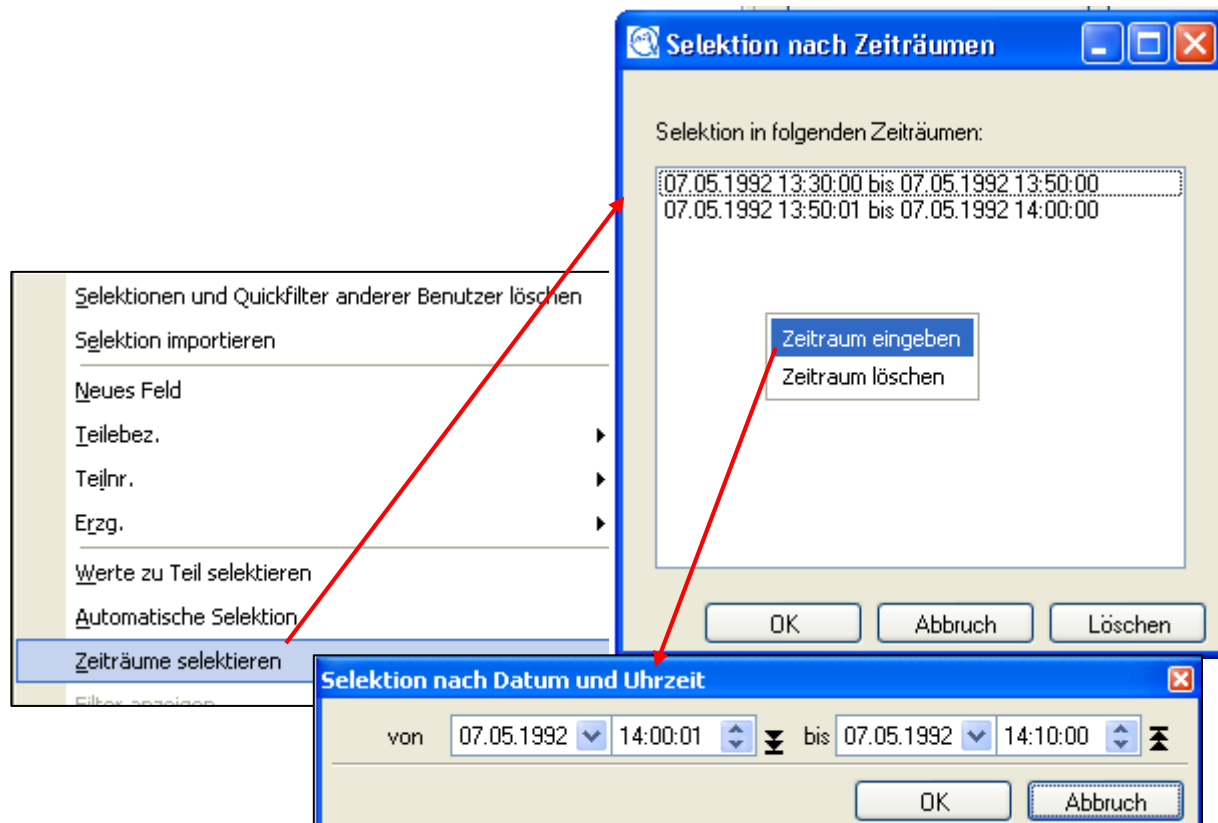 Selektion nach Zeiträumen
Selektion in folgenden Zeiträumen:
07.05.1992 13:30:00 bis 07.05.1992 13:50:00
07.05.1992 13:50:01 bis 07.05.1992 14:00:00
Zeitraum eingeben
Zeitraum löschen
OK Abbruch Löschen
Selektionen und Quickfilter anderer Benutzer löschen
Selektion importieren
Neues Feld
Teilebez.
Teilnr.
Erzg.
Werte zu Teil selektieren
Automatische Selektion
Zeiträume selektieren
Filter anzeigen
Selektion nach Datum und Uhrzeit
von 07.05.1992 14:00:01 bis 07.05.1992 14:10:00
OK Abbruch